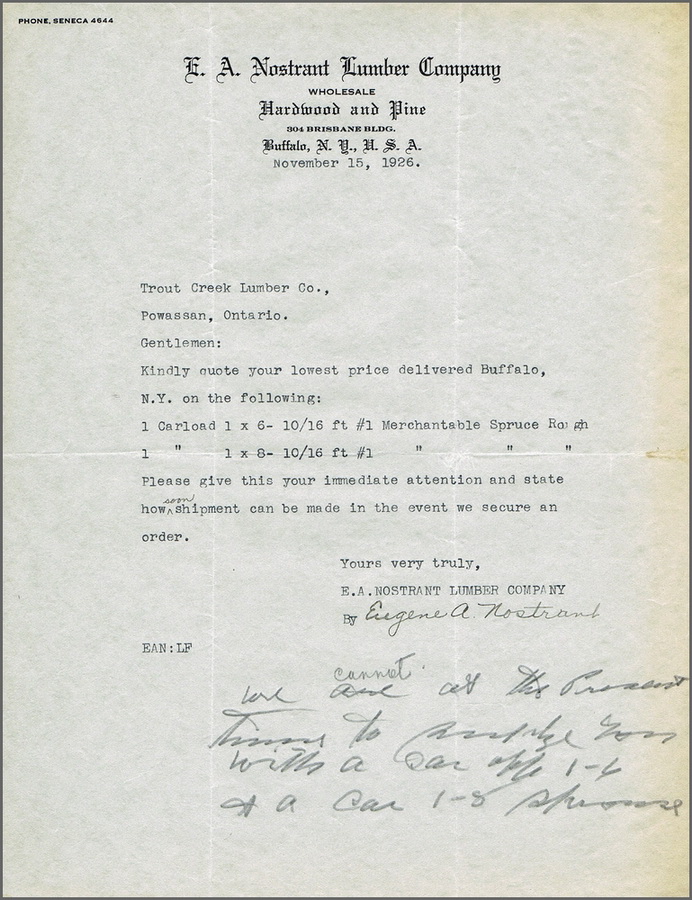 PHONE, SENECA 4644
E. A. Nostrant Lumber Company
WHOLESALE
Hardwood and Pine
304 BRISBANE BLDG.
Buffalo, N. Y., U. S. A.
November 15, 1926.
Trout Creek Lumber Co.,
Powassan, Ontario.
Gentlemen:
Kindly quote your lowest price delivered Buffalo,
N.Y. on the following:
1 Carload 1 x 6- 10/16 ft #1 Merchantable Spruce Rough
1 " 1 x 8- 10/16 ft #1 " " "
Please give this your immediate attention and state
soon
how^shipment can be made in the event we secure an
order.
Yours very truly,
E.A.NOSTRANT LUMBER COMPANY
By Eugene A. Nostrant
EAN:LF
cannot
we are at the Present
time to supply you
with a Car off 1-6
& a Car 1-8 sprouse